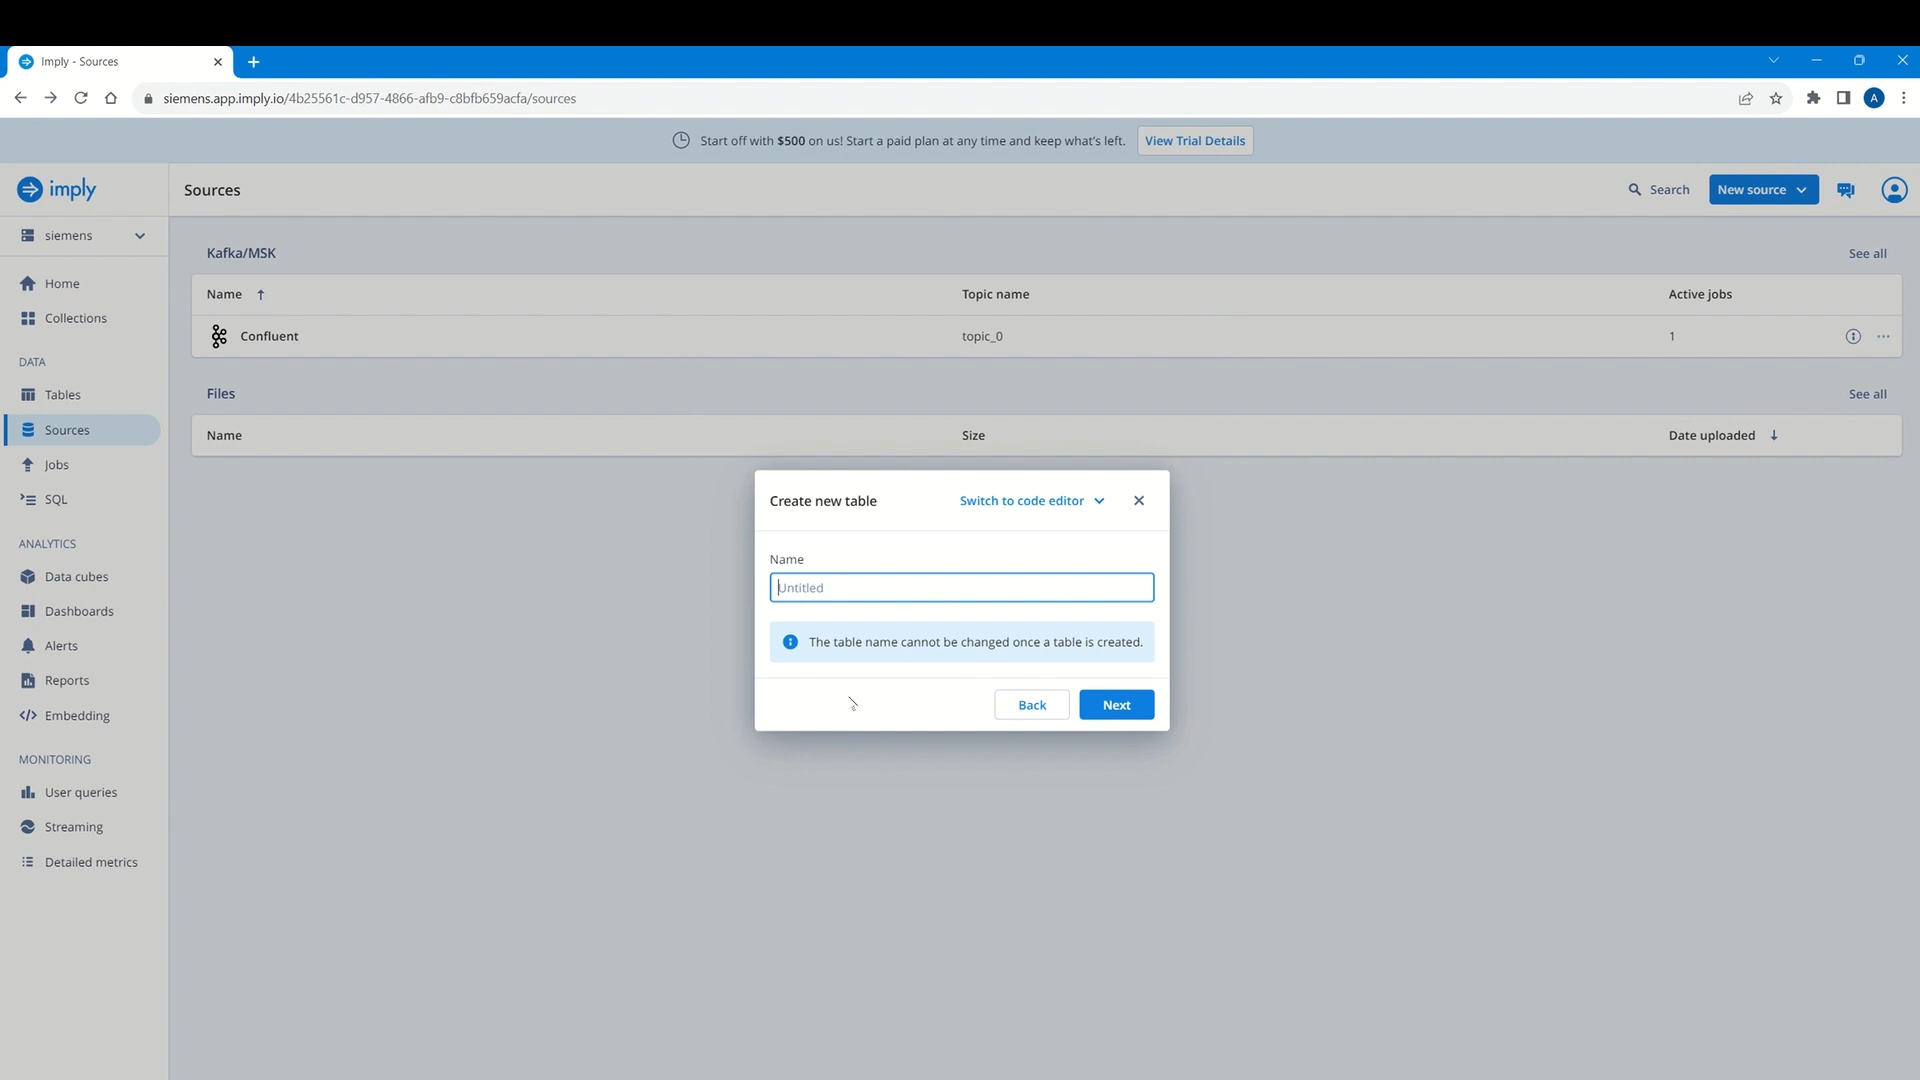 Imply - Sources
siemens.app.imply.io/4b25561c-d957-4866-afb9-c8bfb659acfa/sources
A
Start off with $500 on us! Start a paid plan at any time and keep what's left.
View Trial Details
imply
Sources
Search
New source
siemens
Home
Collections
DATA
Tables
Sources
Jobs
SQL
ANALYTICS
Data cubes
Dashboards
Alerts
Reports
Embedding
MONITORING
User queries
Streaming
Detailed metrics
Kafka/MSK
See all
Name
Topic name
Active jobs
Confluent
topic_0
1
Files
See all
Name
Size
Date uploaded
Create new table
Switch to code editor
Name
Untitled
The table name cannot be changed once a table is created.
Back
Next